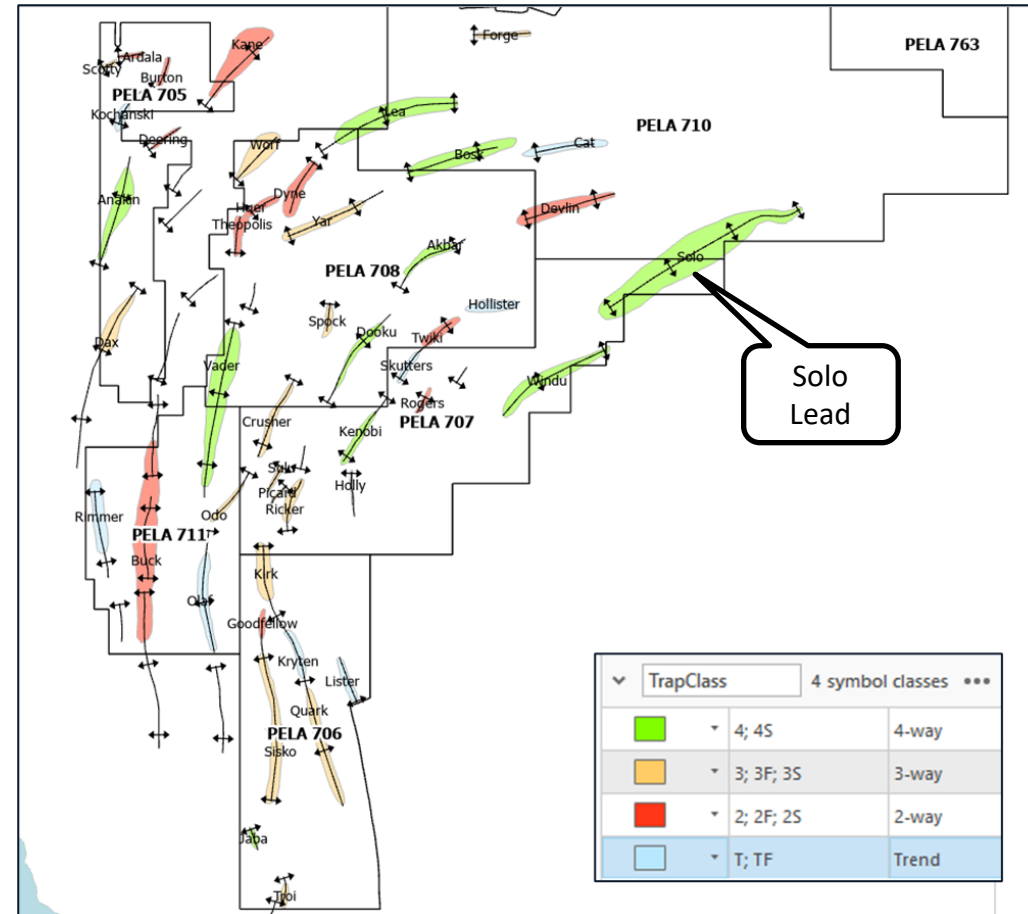 Forge
Kane
PELA 763
Ardala
Scotty
Burton
PELA 705
Kochanski
Lea
PELA 710
Deering
Worf
Bosk
Cat
Anakin
Dyne
Huer
Devlin
Theopolis
Yar
Akbar
Solo
PELA 708
Hollister
Spock
Dooku
Twiki
Dax
Vader
Skutters
Solo
Lead
Windu
Rogers
Crusher
PELA 707
Kenobi
Sulu
Picard
Holly
Ricker
Rimmer
Odo
PELA 711
Buck
Kirk
Olaf
Goodfellow
Kryten
Lister
TrapClass 4 symbol classes •••
Quark
PELA 706
4; 4S 4-way
Sisko
3; 3F; 3S 3-way
2; 2F; 2S 2-way
Jaba
T; TF Trend
Troi